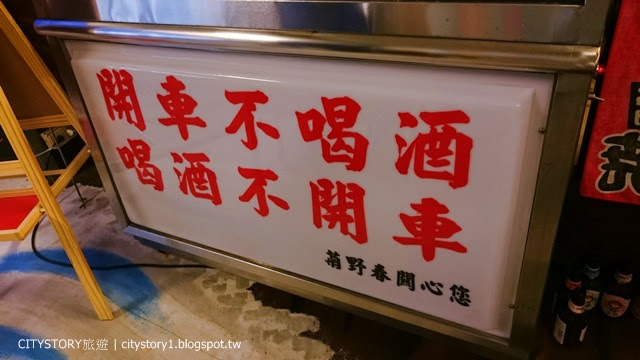 開車不喝酒
喝酒不開車
菊野春關心您
CITYSTORY旅遊 | citystory1.blogspot.tw